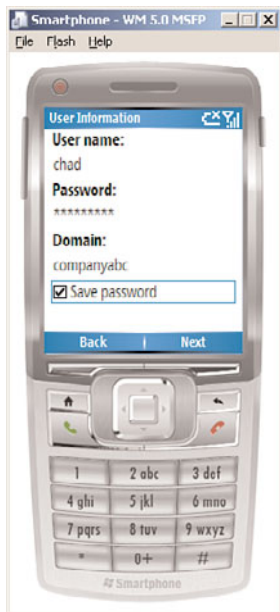 Smartphone - WM 5.0 MSFP
File Flash Help
User Information
User name:
chad
Password:
*********
Domain:
companyabc
Save password
Back Next
1 2 abc 3 def
4 ghi 5 jkl 6 mno
7 pqrs 8 tuv 9 wxyz
* 0+ #
Smartphone